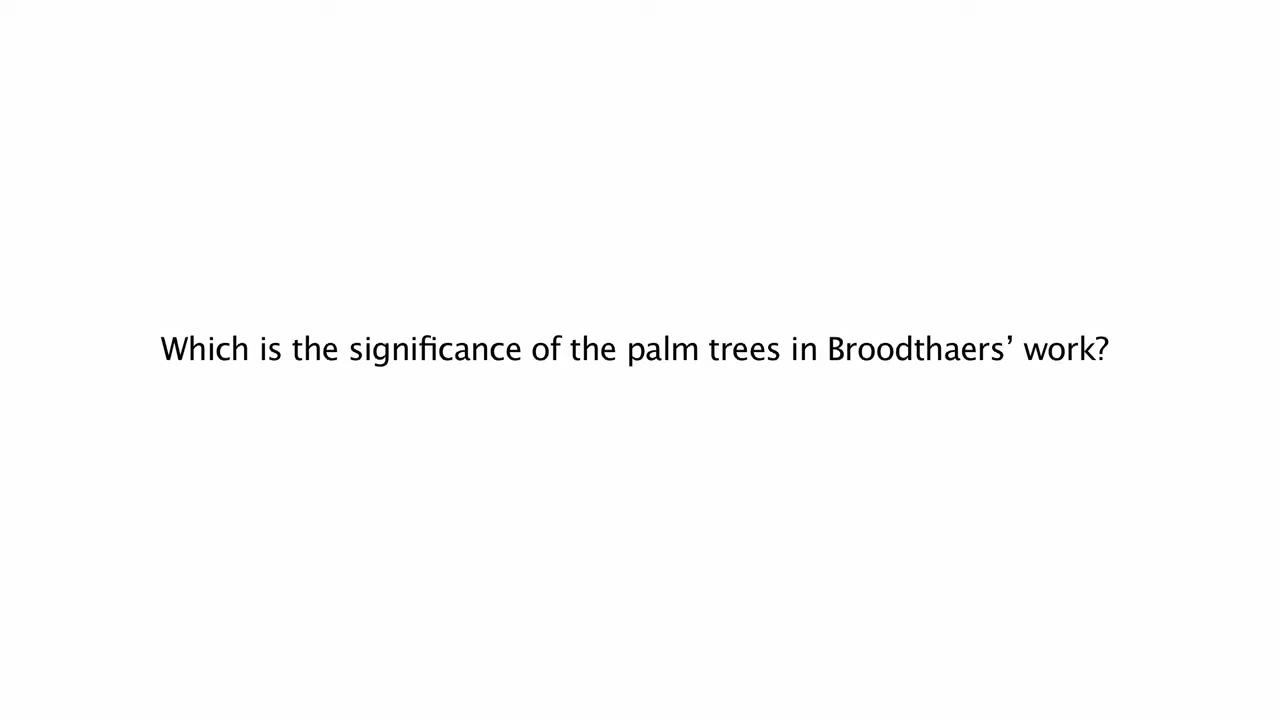 Which is the significance of the palm trees in Broodthaers’ work?